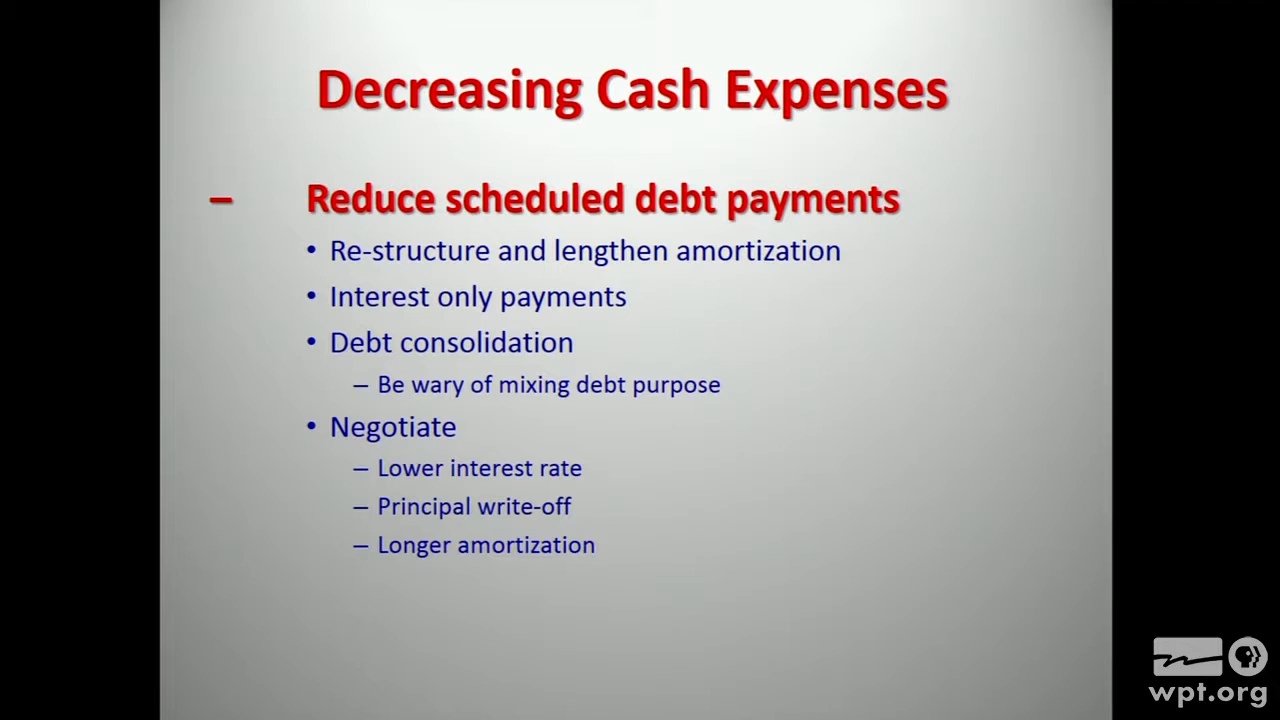 Decreasing Cash Expenses
– Reduce scheduled debt payments
• Re-structure and lengthen amortization
• Interest only payments
• Debt consolidation
– Be wary of mixing debt purpose
• Negotiate
– Lower interest rate
– Principal write-off
– Longer amortization
wpt.org